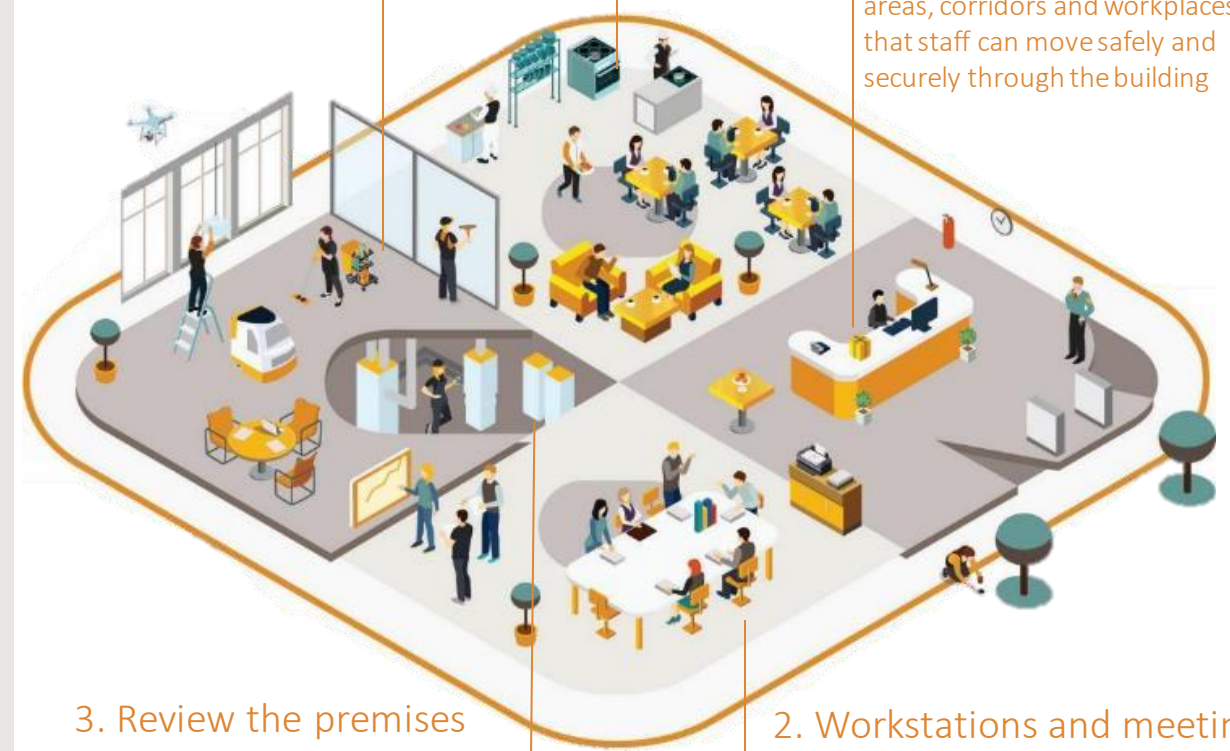 areas, corridors and workplaces
that staff can move safely and
securely through the building
3. Review the premises
2. Workstations and meetin